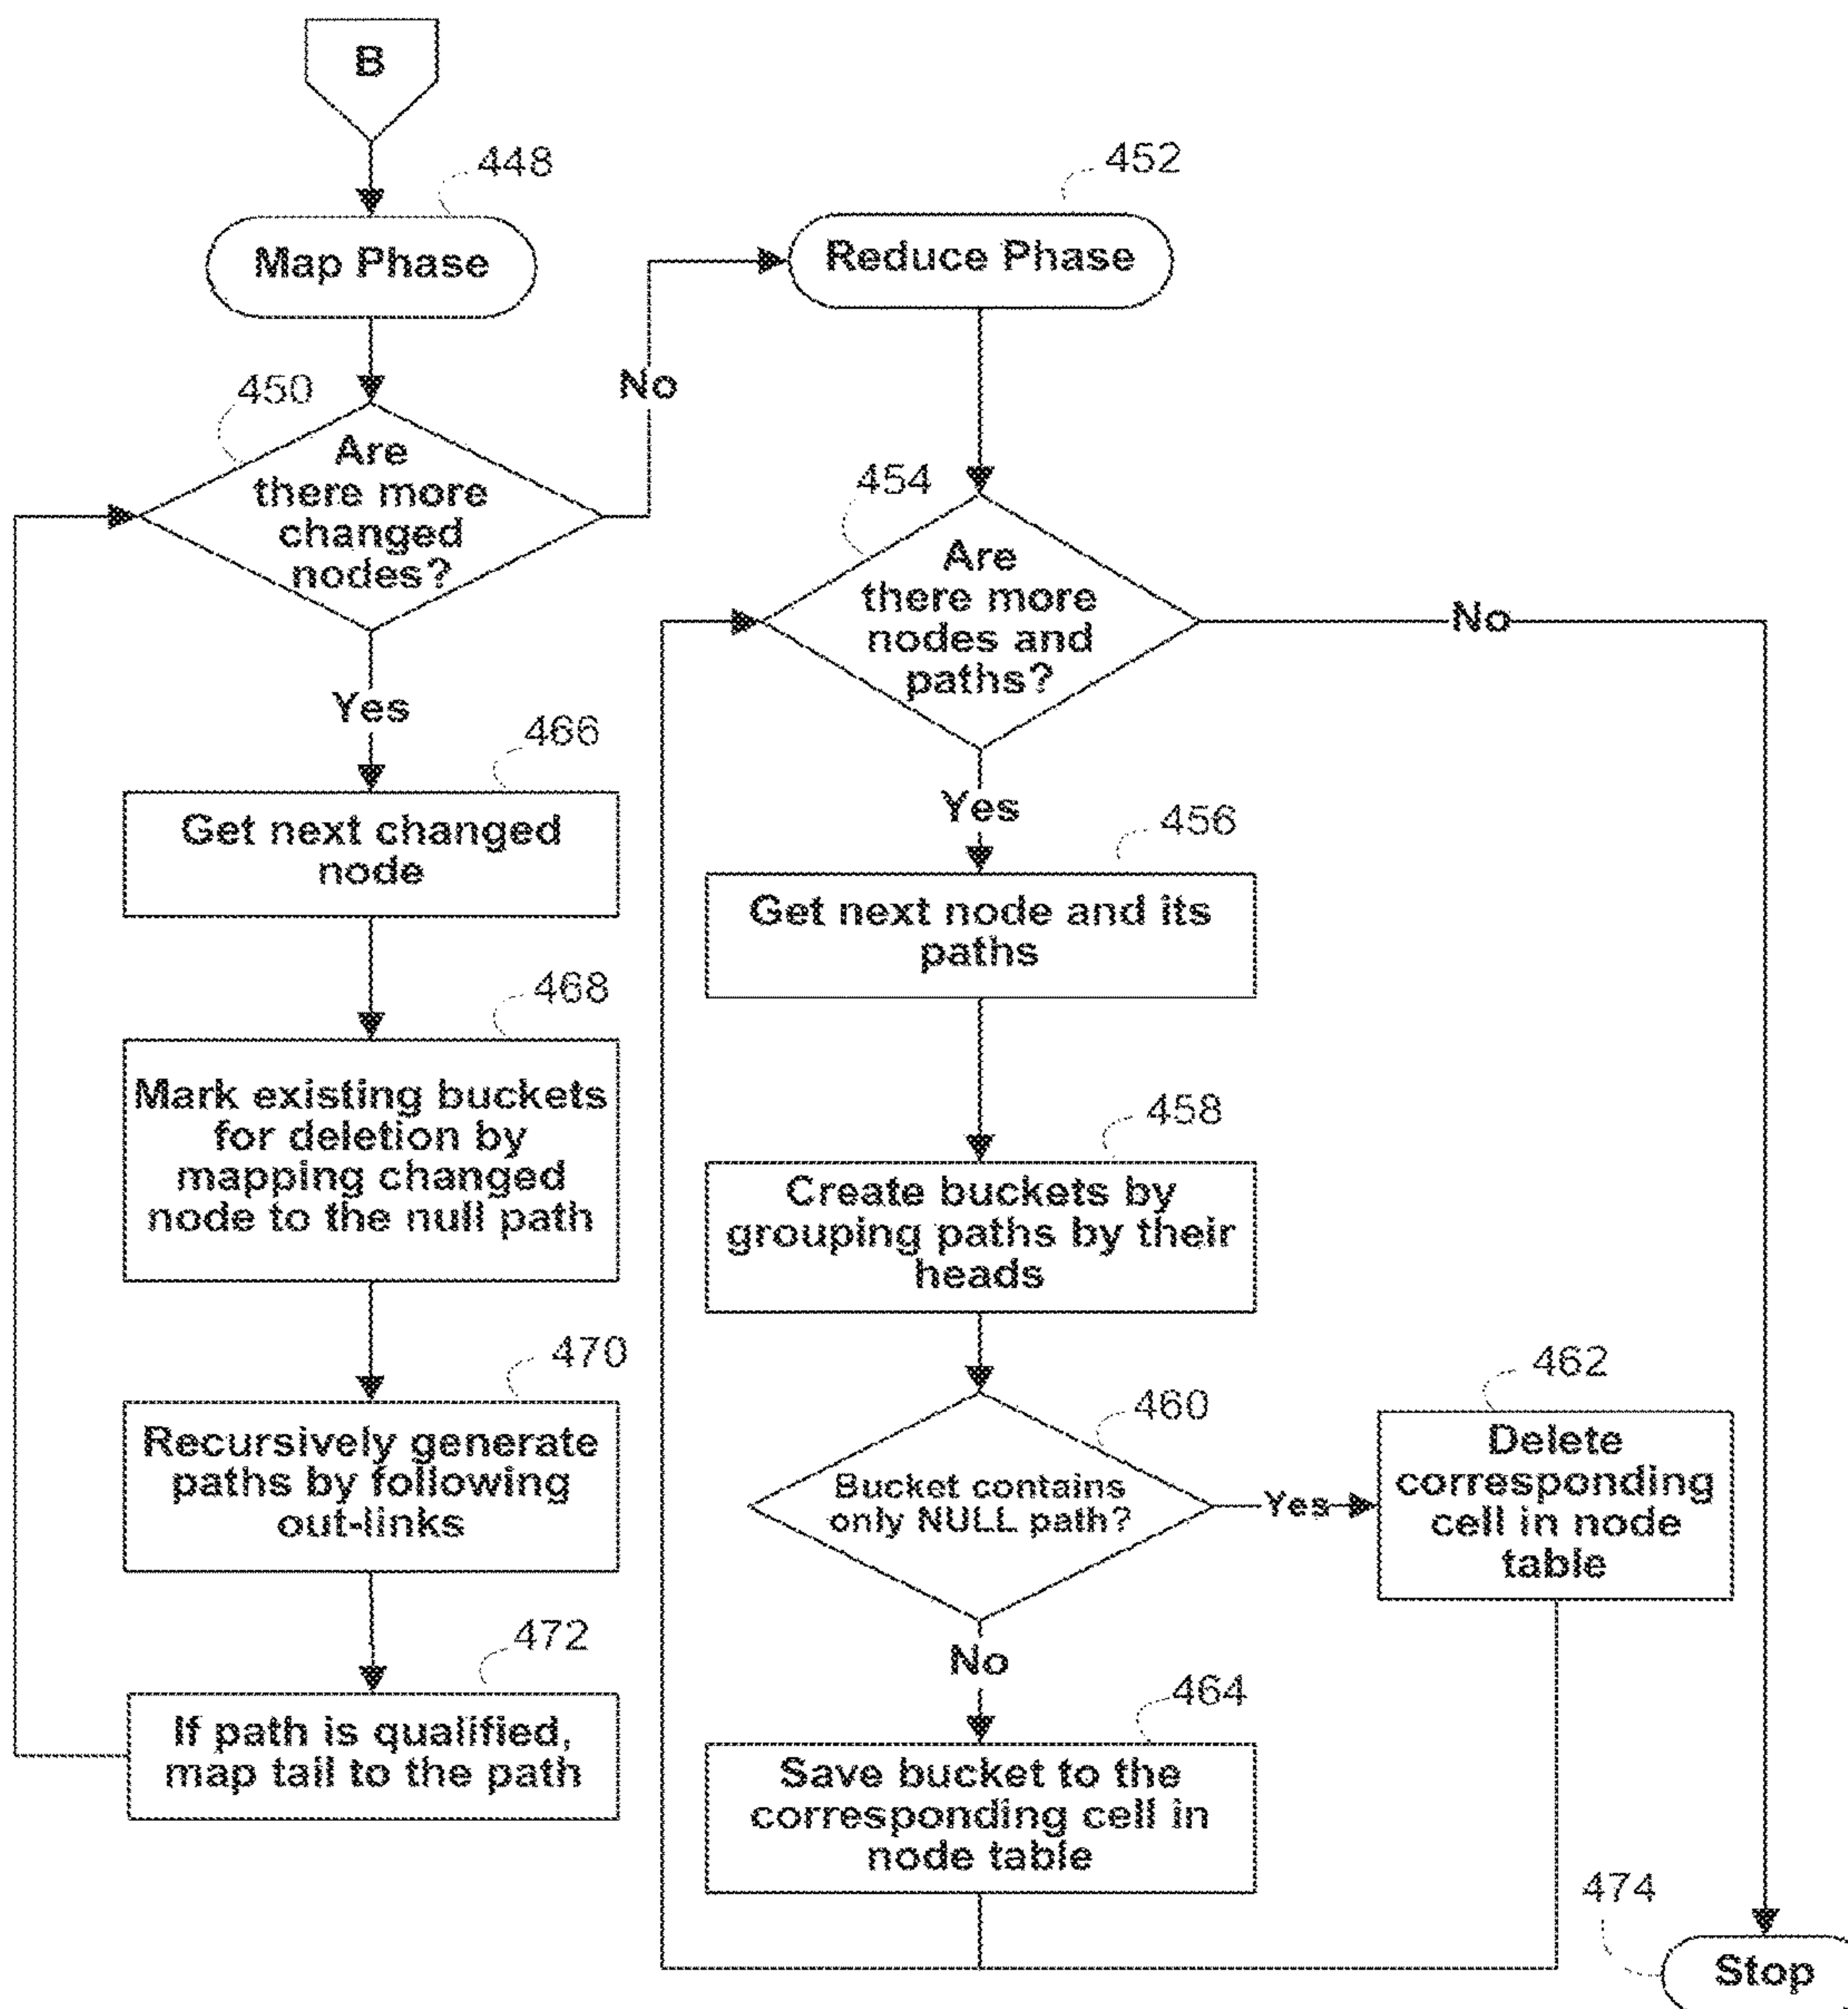 B
448
Map Phase
450
Are
there more
changed
nodes?
No
Yes
466
Get next changed
node
468
Mark existing buckets
for deletion by
mapping changed
node to the null path
470
Recursively generate
paths by following
out-links
472
If path is qualified,
map tail to the path
452
Reduce Phase
454
Are
there more
nodes and
paths?
No
Yes
456
Get next node and its
paths
458
Create buckets by
grouping paths by their
heads
460
Bucket contains
only NULL path?
Yes
462
Delete
corresponding
cell in node
table
No
464
Save bucket to the
corresponding cell in
node table
474
Stop